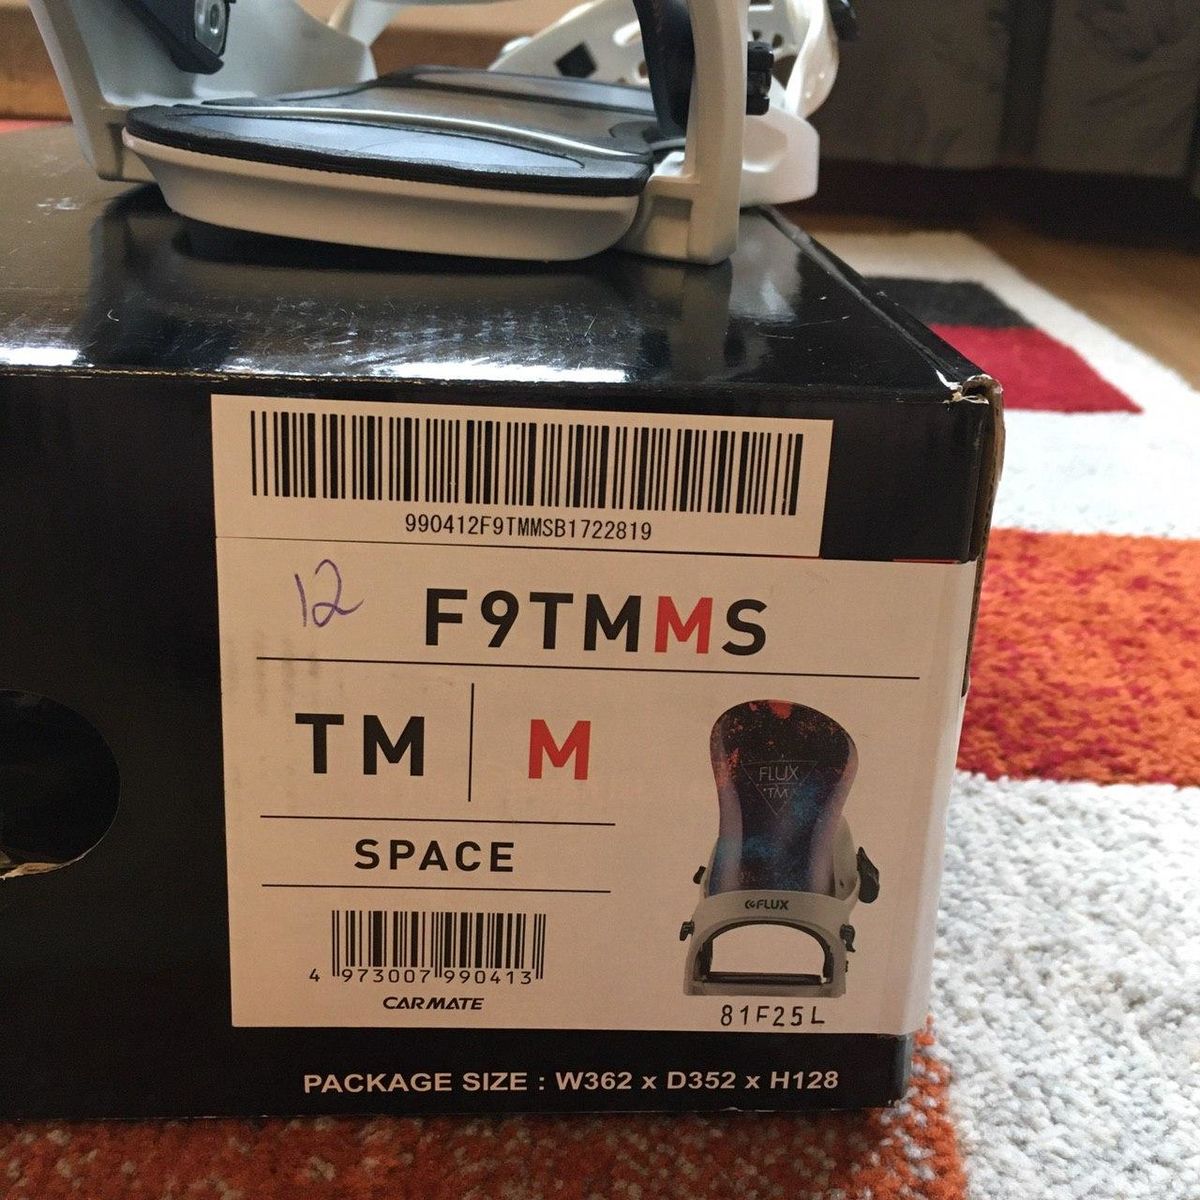 990412F9TMMSB1722819
12
F9TMMS
TM
M
SPACE
FLUX
TM
FLUX
4 973007 990413
CARMATE
81F25L
PACKAGE SIZE : W362 x D352 x H128